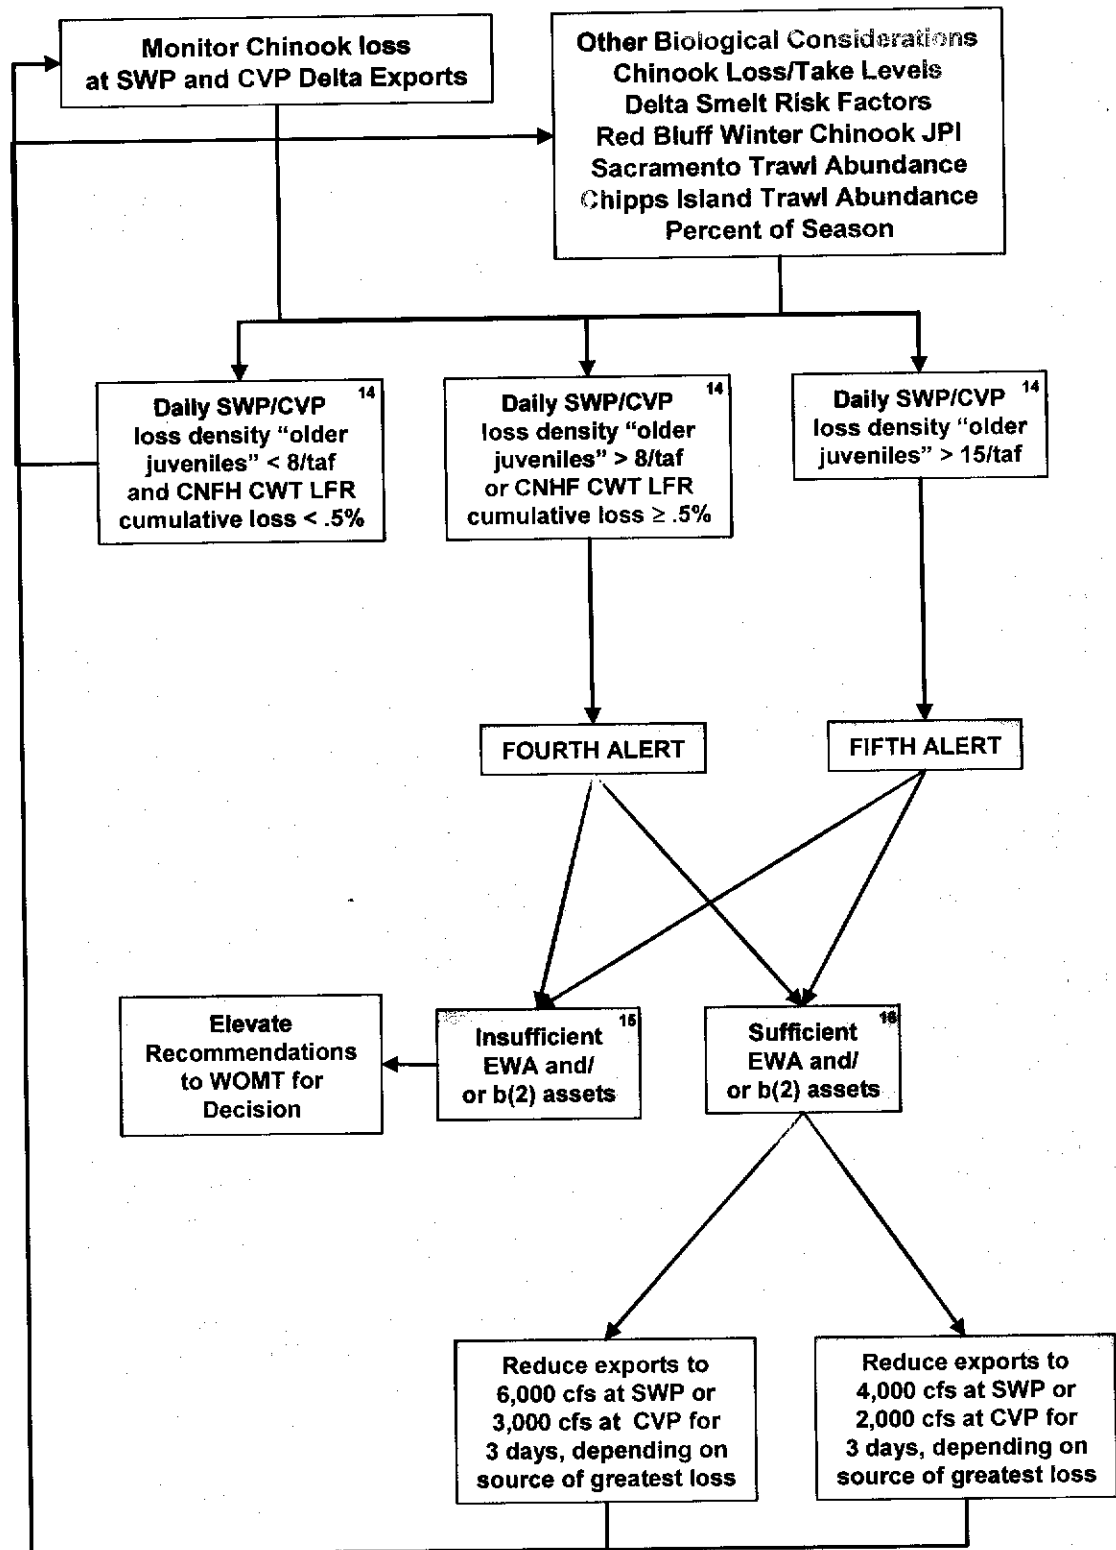 Monitor Chinook loss
at SWP and CVP Delta Exports
Other Biological Considerations
Chinook Loss/Take Levels
Delta Smelt Risk Factors
Red Bluff Winter Chinook JPI
Sacramento Trawl Abundance
Chipps Island Trawl Abundance
Percent of Season
14
Daily SWP/CVP
loss density “older
juveniles” < 8/taf
and CNFH CWT LFR
cumulative loss < .5%
14
Daily SWP/CVP
loss density “older
juveniles” > 8/taf
or CNHF CWT LFR
cumulative loss ≥ .5%
14
Daily SWP/CVP
loss density “older
juveniles” > 15/taf
FOURTH ALERT
FIFTH ALERT
Elevate
Recommendations
to WOMT for
Decision
15
Insufficient
EWA and/
or b(2) assets
16
Sufficient
EWA and/
or b(2) assets
Reduce exports to
6,000 cfs at SWP or
3,000 cfs at CVP for
3 days, depending on
source of greatest loss
Reduce exports to
4,000 cfs at SWP or
2,000 cfs at CVP for
3 days, depending on
source of greatest loss